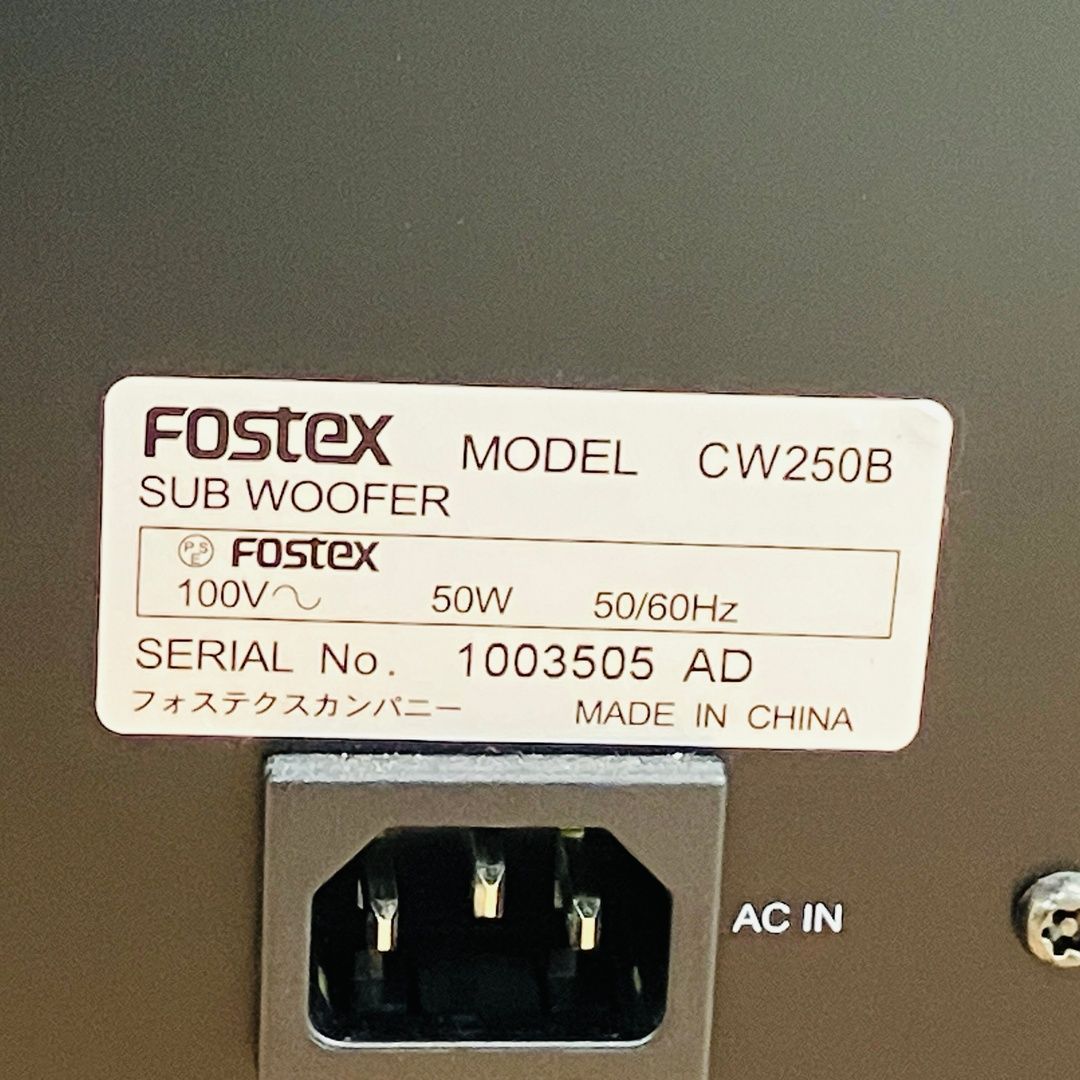 FOSTEX MODEL CW250B
SUB WOOFER
PSE FOSTEX
100V～ 50W 50/60Hz
SERIAL No. 1003505 AD
フォステクスカンパニー MADE IN CHINA
AC IN